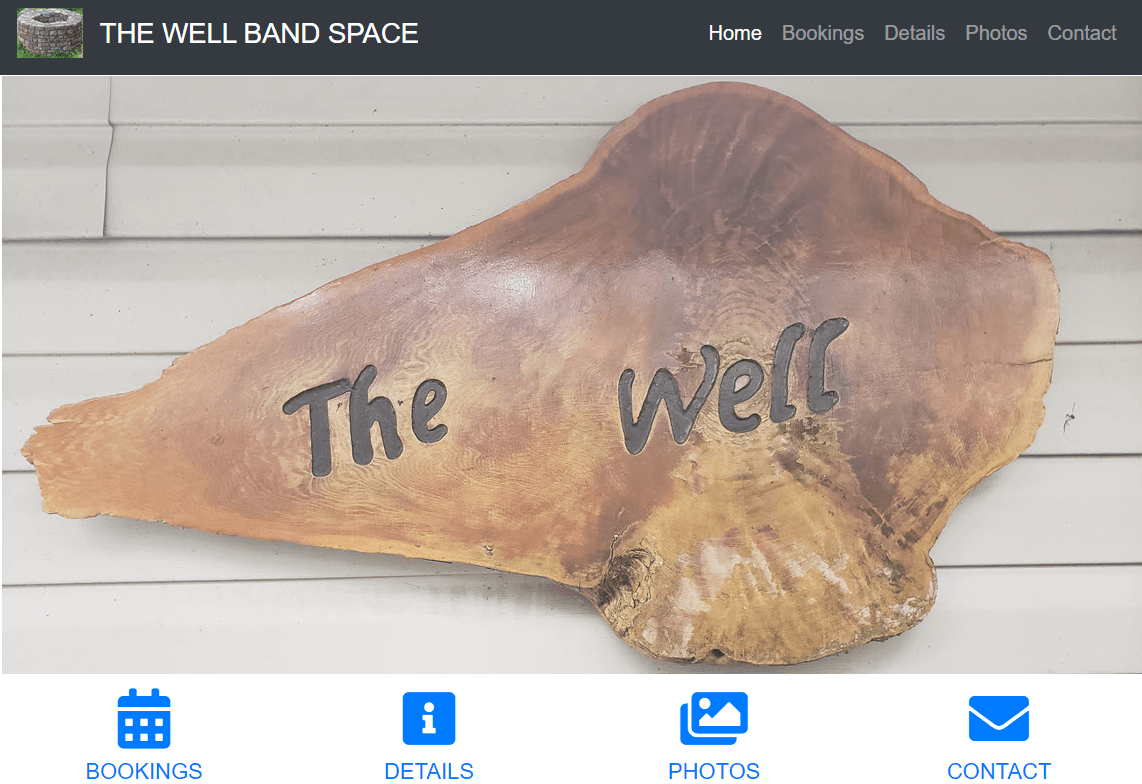 THE WELL BAND SPACE
Home Bookings Details Photos Contact
The Well
BOOKINGS DETAILS PHOTOS CONTACT